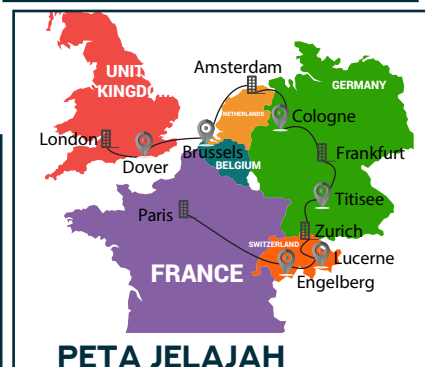 Amsterdam
UNIT
KINGDOM
GERMANY
NETHERLANDS
Cologne
London
Brussels
Frankfurt
Dover
BELGIUM
Titisee
Paris
Zurich
SWITZERLAND
Lucerne
FRANCE
Engelberg
PETA JELAJAH